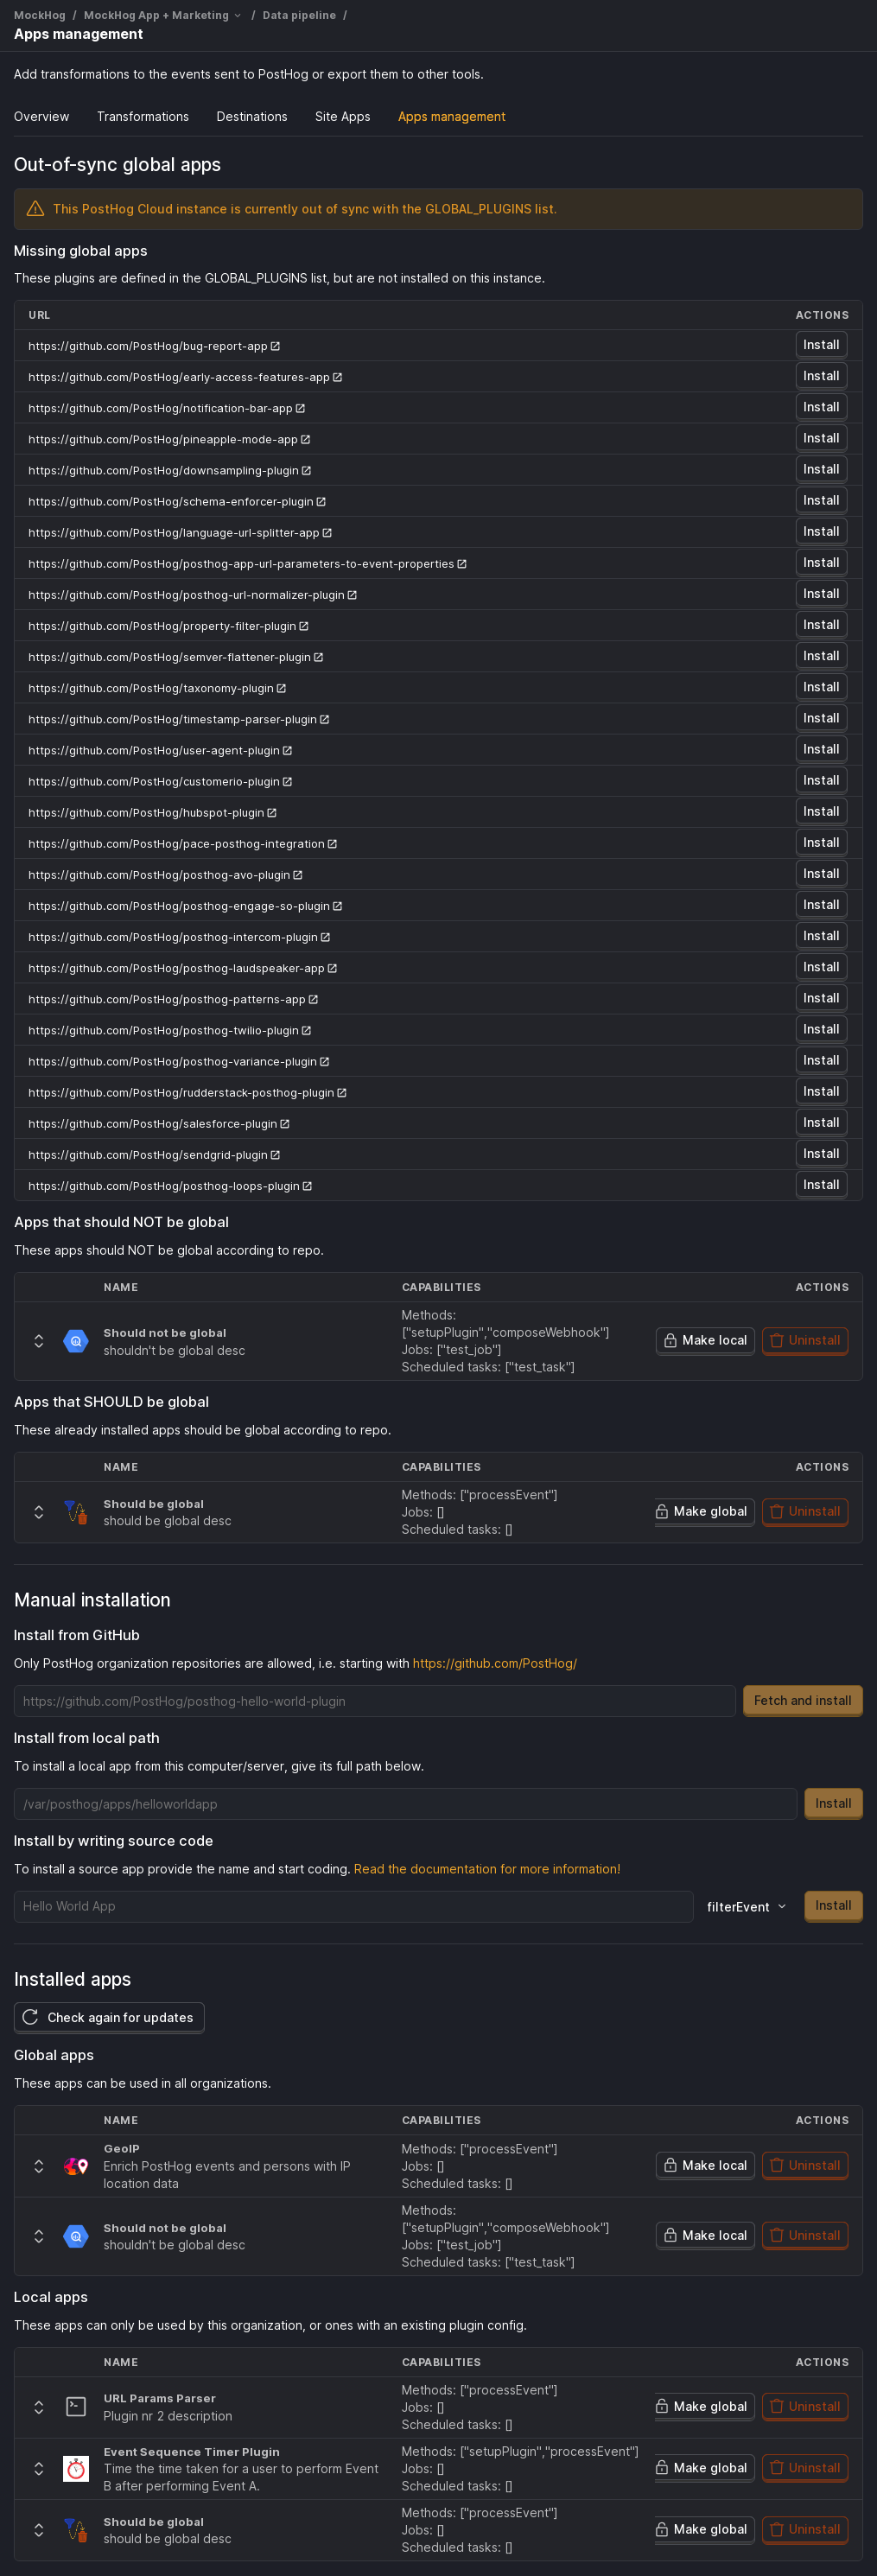 MockHog / MockHog App + Marketing / Data pipeline /
Apps management
Add transformations to the events sent to PostHog or export them to other tools.
Overview Transformations Destinations Site Apps Apps management
Out-of-sync global apps
This PostHog Cloud instance is currently out of sync with the GLOBAL_PLUGINS list.
Missing global apps
These plugins are defined in the GLOBAL_PLUGINS list, but are not installed on this instance.
URL ACTIONS
https://github.com/PostHog/bug-report-app Install
https://github.com/PostHog/early-access-features-app Install
https://github.com/PostHog/notification-bar-app Install
https://github.com/PostHog/pineapple-mode-app Install
https://github.com/PostHog/downsampling-plugin Install
https://github.com/PostHog/schema-enforcer-plugin Install
https://github.com/PostHog/language-url-splitter-app Install
https://github.com/PostHog/posthog-app-url-parameters-to-event-properties Install
https://github.com/PostHog/posthog-url-normalizer-plugin Install
https://github.com/PostHog/property-filter-plugin Install
https://github.com/PostHog/semver-flattener-plugin Install
https://github.com/PostHog/taxonomy-plugin Install
https://github.com/PostHog/timestamp-parser-plugin Install
https://github.com/PostHog/user-agent-plugin Install
https://github.com/PostHog/customerio-plugin Install
https://github.com/PostHog/hubspot-plugin Install
https://github.com/PostHog/pace-posthog-integration Install
https://github.com/PostHog/posthog-avo-plugin Install
https://github.com/PostHog/posthog-engage-so-plugin Install
https://github.com/PostHog/posthog-intercom-plugin Install
https://github.com/PostHog/posthog-laudspeaker-app Install
https://github.com/PostHog/posthog-patterns-app Install
https://github.com/PostHog/posthog-twilio-plugin Install
https://github.com/PostHog/posthog-variance-plugin Install
https://github.com/PostHog/rudderstack-posthog-plugin Install
https://github.com/PostHog/salesforce-plugin Install
https://github.com/PostHog/sendgrid-plugin Install
https://github.com/PostHog/posthog-loops-plugin Install
Apps that should NOT be global
These apps should NOT be global according to repo.
NAME CAPABILITIES ACTIONS
Should not be global
shouldn't be global desc
Methods:
["setupPlugin","composeWebhook"]
Jobs: ["test_job"]
Scheduled tasks: ["test_task"]
Make local Uninstall
Apps that SHOULD be global
These already installed apps should be global according to repo.
NAME CAPABILITIES ACTIONS
Should be global
should be global desc
Methods: ["processEvent"]
Jobs: []
Scheduled tasks: []
Make global Uninstall
Manual installation
Install from GitHub
Only PostHog organization repositories are allowed, i.e. starting with https://github.com/PostHog/
https://github.com/PostHog/posthog-hello-world-plugin Fetch and install
Install from local path
To install a local app from this computer/server, give its full path below.
/var/posthog/apps/helloworldapp Install
Install by writing source code
To install a source app provide the name and start coding. Read the documentation for more information!
Hello World App filterEvent Install
Installed apps
Check again for updates
Global apps
These apps can be used in all organizations.
NAME CAPABILITIES ACTIONS
GeoIP
Enrich PostHog events and persons with IP
location data
Methods: ["processEvent"]
Jobs: []
Scheduled tasks: []
Make local Uninstall
Should not be global
shouldn't be global desc
Methods:
["setupPlugin","composeWebhook"]
Jobs: ["test_job"]
Scheduled tasks: ["test_task"]
Make local Uninstall
Local apps
These apps can only be used by this organization, or ones with an existing plugin config.
NAME CAPABILITIES ACTIONS
URL Params Parser
Plugin nr 2 description
Methods: ["processEvent"]
Jobs: []
Scheduled tasks: []
Make global Uninstall
Event Sequence Timer Plugin
Time the time taken for a user to perform Event
B after performing Event A.
Methods: ["setupPlugin","processEvent"]
Jobs: []
Scheduled tasks: []
Make global Uninstall
Should be global
should be global desc
Methods: ["processEvent"]
Jobs: []
Scheduled tasks: []
Make global Uninstall